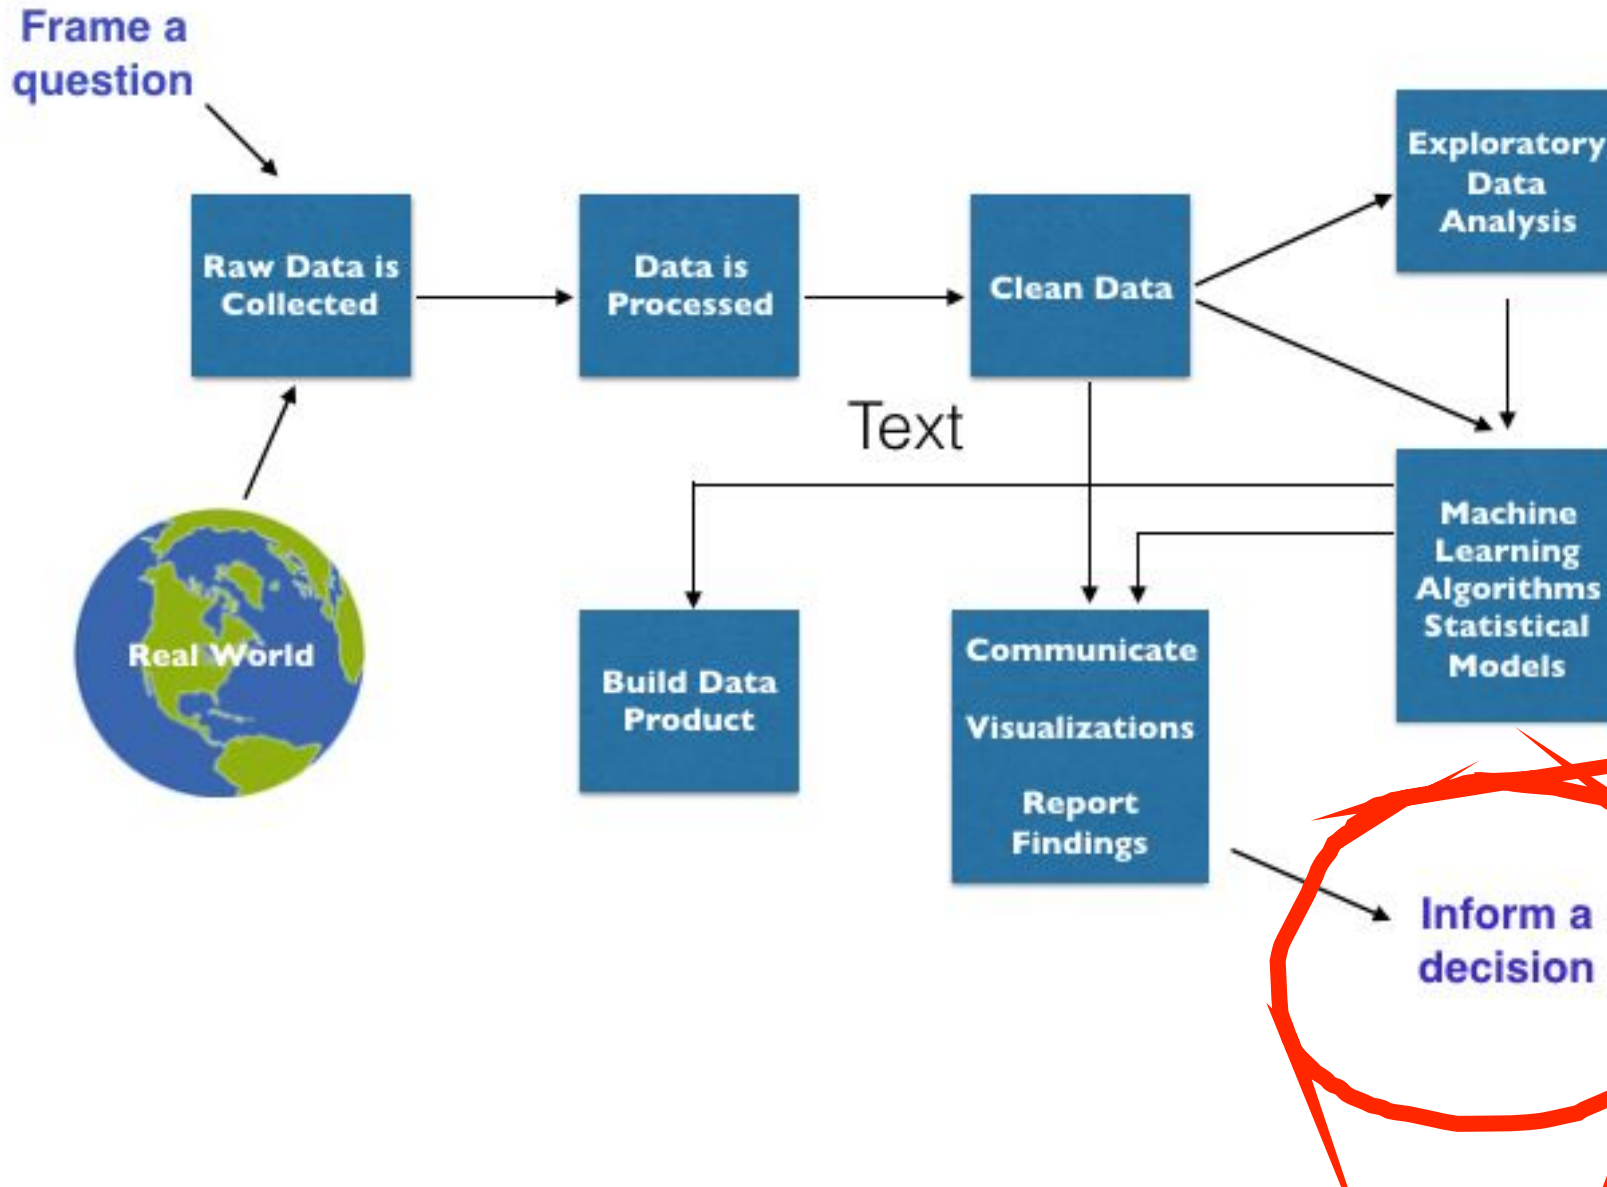 Frame a
question
Raw Data is
Collected
Data is
Processed
Clean Data
Exploratory
Data
Analysis
Text
Machine
Learning
Algorithms
Statistical
Models
Real World
Build Data
Product
Communicate
Visualizations
Report
Findings
Inform a
decision